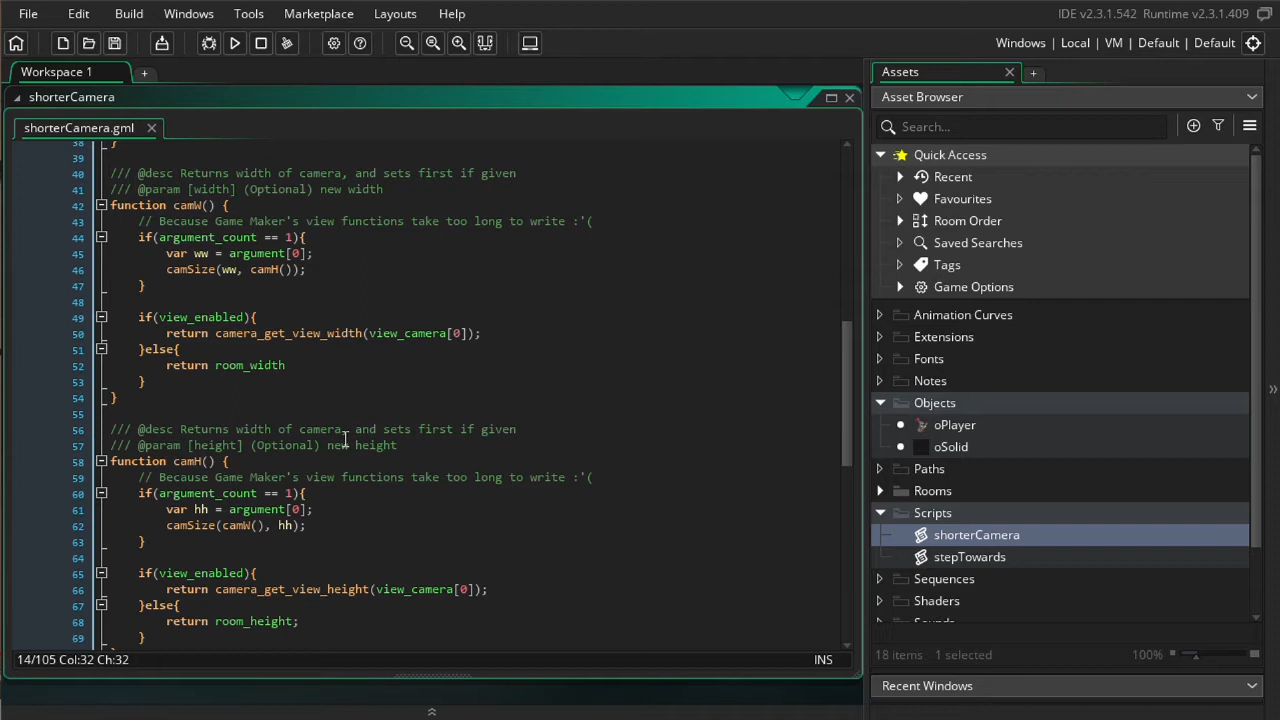 File Edit Build Windows Tools Marketplace Layouts Help IDE v2.3.1.542 Runtime v2.3.1.409
Windows | Local | VM | Default | Default
Workspace 1 +
shorterCamera
shorterCamera.gml
38 }
39
40 /// @desc Returns width of camera, and sets first if given
41 /// @param [width] (Optional) new width
42 function camW() {
43 // Because Game Maker's view functions take too long to write :'(
44 if(argument_count == 1){
45 var ww = argument[0];
46 camSize(ww, camH());
47 }
48
49 if(view_enabled){
50 return camera_get_view_width(view_camera[0]);
51 }else{
52 return room_width
53 }
54 }
55
56 /// @desc Returns width of camera, and sets first if given
57 /// @param [height] (Optional) new height
58 function camH() {
59 // Because Game Maker's view functions take too long to write :'(
60 if(argument_count == 1){
61 var hh = argument[0];
62 camSize(camW(), hh);
63 }
64
65 if(view_enabled){
66 return camera_get_view_height(view_camera[0]);
67 }else{
68 return room_height;
69 }
14/105 Col:32 Ch:32 INS
Assets +
Asset Browser
Search...
Quick Access
Recent
Favourites
Room Order
Saved Searches
Tags
Game Options
Animation Curves
Extensions
Fonts
Notes
Objects
oPlayer
oSolid
Paths
Rooms
Scripts
shorterCamera
stepTowards
Sequences
Shaders
Sounds
18 items 1 selected 100%
Recent Windows